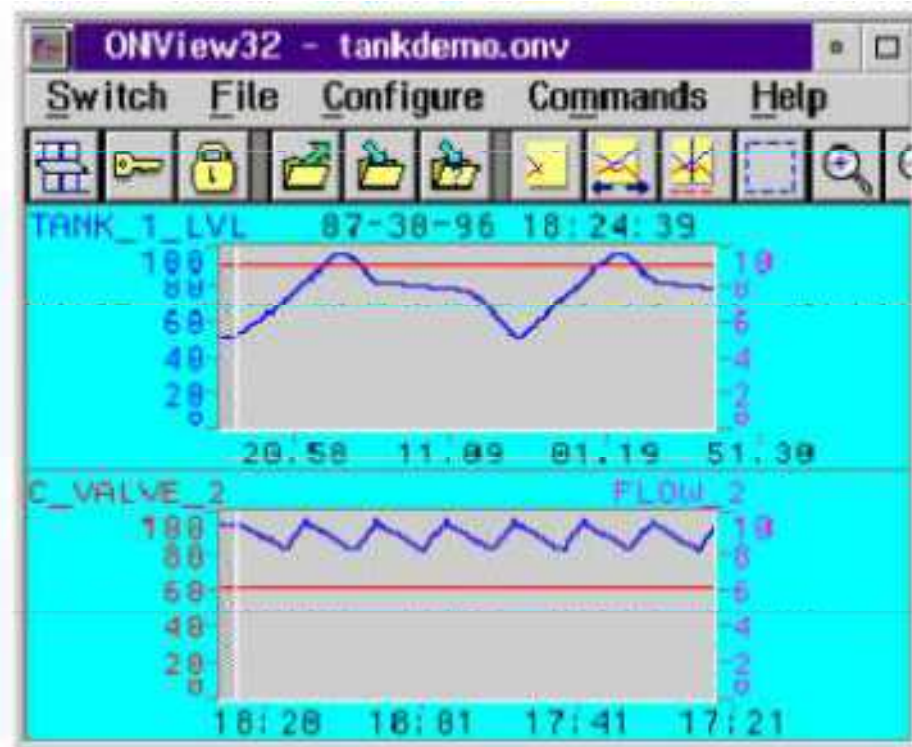 ONView32 - tankdemo.onv
Switch File Configure Commands Help
TANK_1_LVL 07-30-96 18:24:39
100 10
80 8
60 6
40 4
20 2
0 0
20.50 11.09 01.19 51.30
C_VALVE_2 FLOW_2
100 10
80 8
60 6
40 4
20 2
0 0
18:20 18:01 17:41 17:21